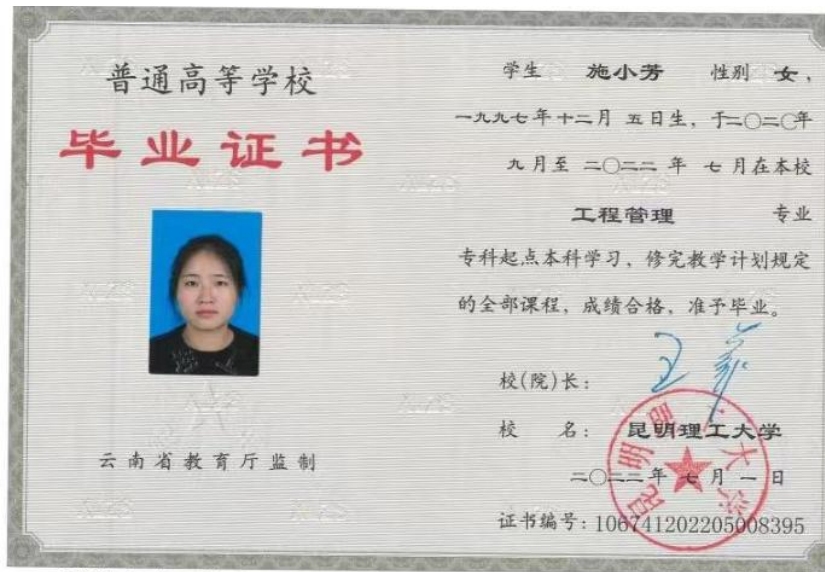 普通高等学校
毕业证书
云南省教育厅监制
学生 施小芳 性别 女，
一九九七年十二月 五日生，于二〇二〇年
九月至 二〇二二 年 七月在本校
工程管理 专业
专科起点本科学习，修完教学计划规定
的全部课程，成绩合格，准予毕业。
校(院)长：
校 名： 昆明理工大学
二〇二二年 七月 一日
证书编号：106741202205008395